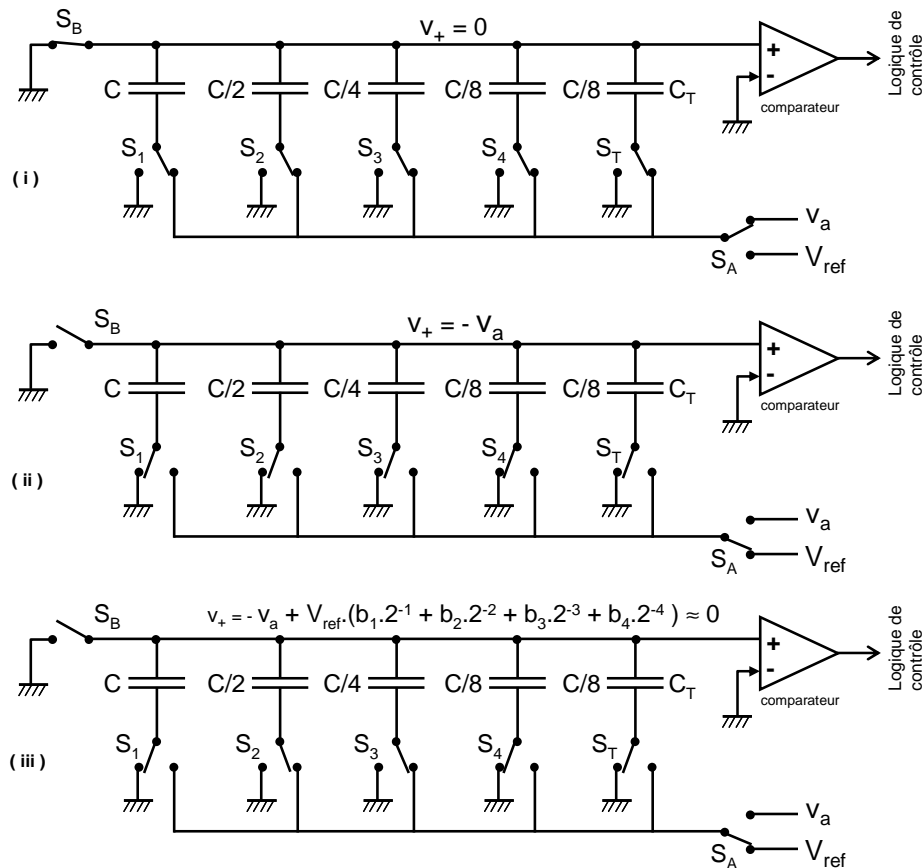 S_B
v_+ = 0
+
-
comparateur
Logique de
contrôle
C
C/2
C/4
C/8
C/8
C_T
S_1
S_2
S_3
S_4
S_T
( i )
v_a
S_A
V_ref
S_B
v_+ = - v_a
+
-
comparateur
Logique de
contrôle
C
C/2
C/4
C/8
C/8
C_T
S_1
S_2
S_3
S_4
S_T
( ii )
v_a
S_A
V_ref
S_B
v_+ = - v_a + V_ref.(b_1.2^-1 + b_2.2^-2 + b_3.2^-3 + b_4.2^-4 ) ≈ 0
+
-
comparateur
Logique de
contrôle
C
C/2
C/4
C/8
C/8
C_T
S_1
S_2
S_3
S_4
S_T
( iii )
v_a
S_A
V_ref